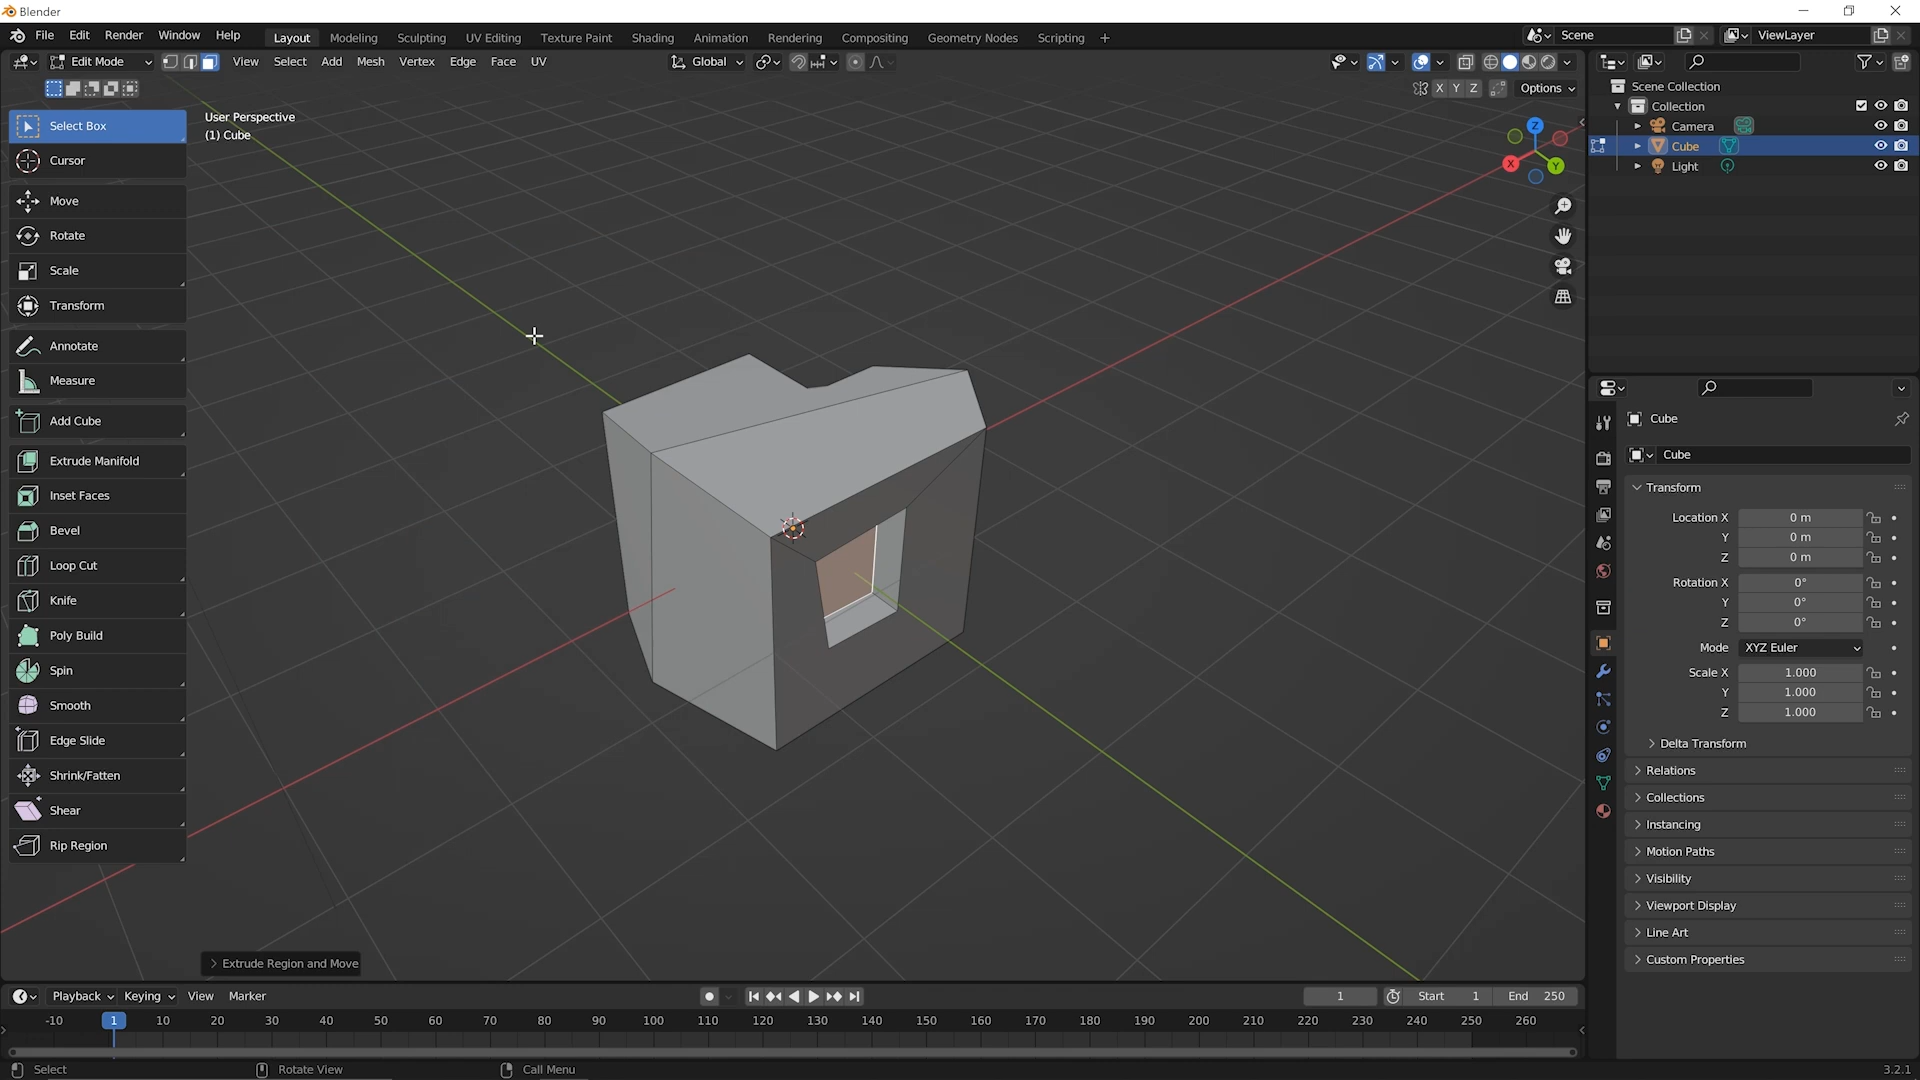 Blender
File Edit Render Window Help
Layout Modeling Sculpting UV Editing Texture Paint Shading Animation Rendering Compositing Geometry Nodes Scripting +
Scene
ViewLayer
Edit Mode
View Select Add Mesh Vertex Edge Face UV
Global
X Y Z
Options
User Perspective
(1) Cube
Select Box
Cursor
Move
Rotate
Scale
Transform
Annotate
Measure
Add Cube
Extrude Manifold
Inset Faces
Bevel
Loop Cut
Knife
Poly Build
Spin
Smooth
Edge Slide
Shrink/Fatten
Shear
Rip Region
Z
X
Y
Extrude Region and Move
Scene Collection
Collection
Camera
Cube
Light
Cube
Cube
Transform
Location X 0 m
Y 0 m
Z 0 m
Rotation X 0°
Y 0°
Z 0°
Mode XYZ Euler
Scale X 1.000
Y 1.000
Z 1.000
Delta Transform
Relations
Collections
Instancing
Motion Paths
Visibility
Viewport Display
Line Art
Custom Properties
Playback Keying View Marker
1
Start 1
End 250
-10 1 10 20 30 40 50 60 70 80 90 100 110 120 130 140 150 160 170 180 190 200 210 220 230 240 250 260
Select
Rotate View
Call Menu
3.2.1